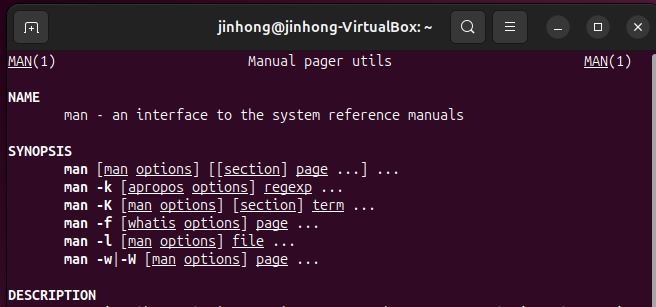 jinhong@jinhong-VirtualBox: ~
MAN(1) Manual pager utils MAN(1)
NAME
man - an interface to the system reference manuals
SYNOPSIS
man [man options] [[section] page ...] ...
man -k [apropos options] regexp ...
man -K [man options] [section] term ...
man -f [whatis options] page ...
man -l [man options] file ...
man -w|-W [man options] page ...
DESCRIPTION